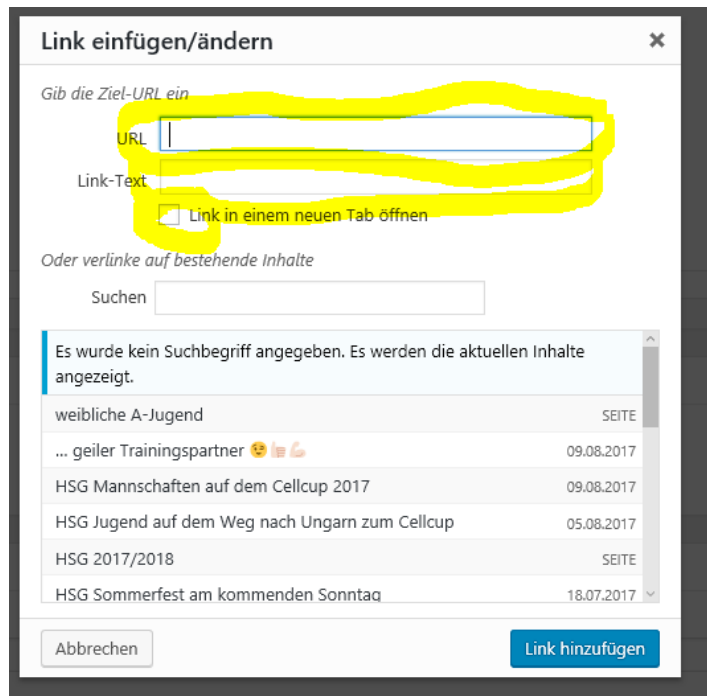 Link einfügen/ändern
Gib die Ziel-URL ein
URL
Link-Text
Link in einem neuen Tab öffnen
Oder verlinke auf bestehende Inhalte
Suchen
Es wurde kein Suchbegriff angegeben. Es werden die aktuellen Inhalte
angezeigt.
weibliche A-Jugend SEITE
... geiler Trainingspartner 😉👍💪 09.08.2017
HSG Mannschaften auf dem Cellcup 2017 09.08.2017
HSG Jugend auf dem Weg nach Ungarn zum Cellcup 05.08.2017
HSG 2017/2018 SEITE
HSG Sommerfest am kommenden Sonntag 18.07.2017
Abbrechen Link hinzufügen